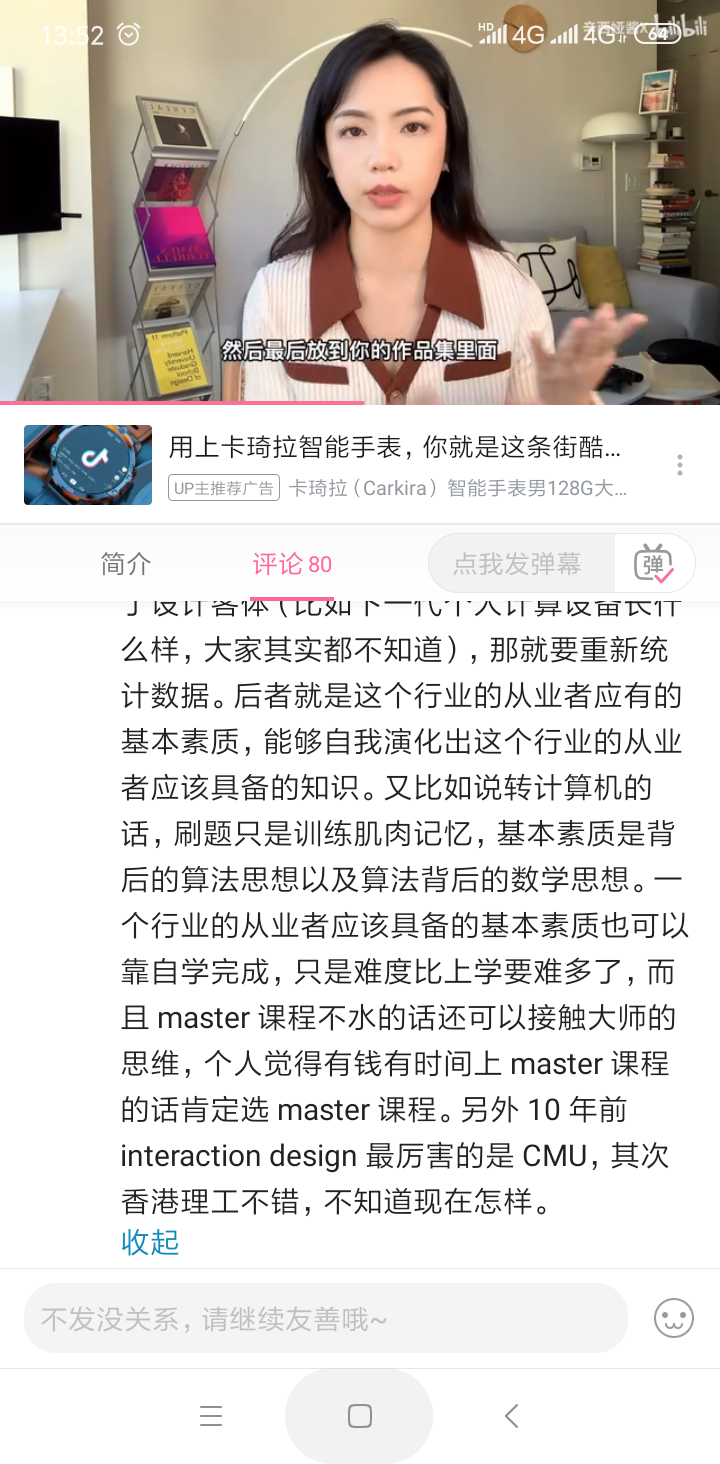 13:52
HD 4G 4G 64
bilibili
CEREAL
JAMES
TURRELL
Platform 11
Harvard
Graduate
School
of Design
然后最后放到你的作品集里面
用上卡琦拉智能手表，你就是这条街酷...
UP主推荐广告 卡琦拉（Carkira）智能手表男128G大...
简介 评论 80 点我发弹幕 弹
了设计客体（比如下一代个人计算设备长什
么样，大家其实都不知道），那就要重新统
计数据。后者就是这个行业的从业者应有的
基本素质，能够自我演化出这个行业的从业
者应该具备的知识。又比如说转计算机的
话，刷题只是训练肌肉记忆，基本素质是背
后的算法思想以及算法背后的数学思想。一
个行业的从业者应该具备的基本素质也可以
靠自学完成，只是难度比上学要难多了，而
且 master 课程不水的话还可以接触大师的
思维，个人觉得有钱有时间上 master 课程
的话肯定选 master 课程。另外 10 年前
interaction design 最厉害的是 CMU，其次
香港理工不错，不知道现在怎样。
收起
不发没关系，请继续友善哦~